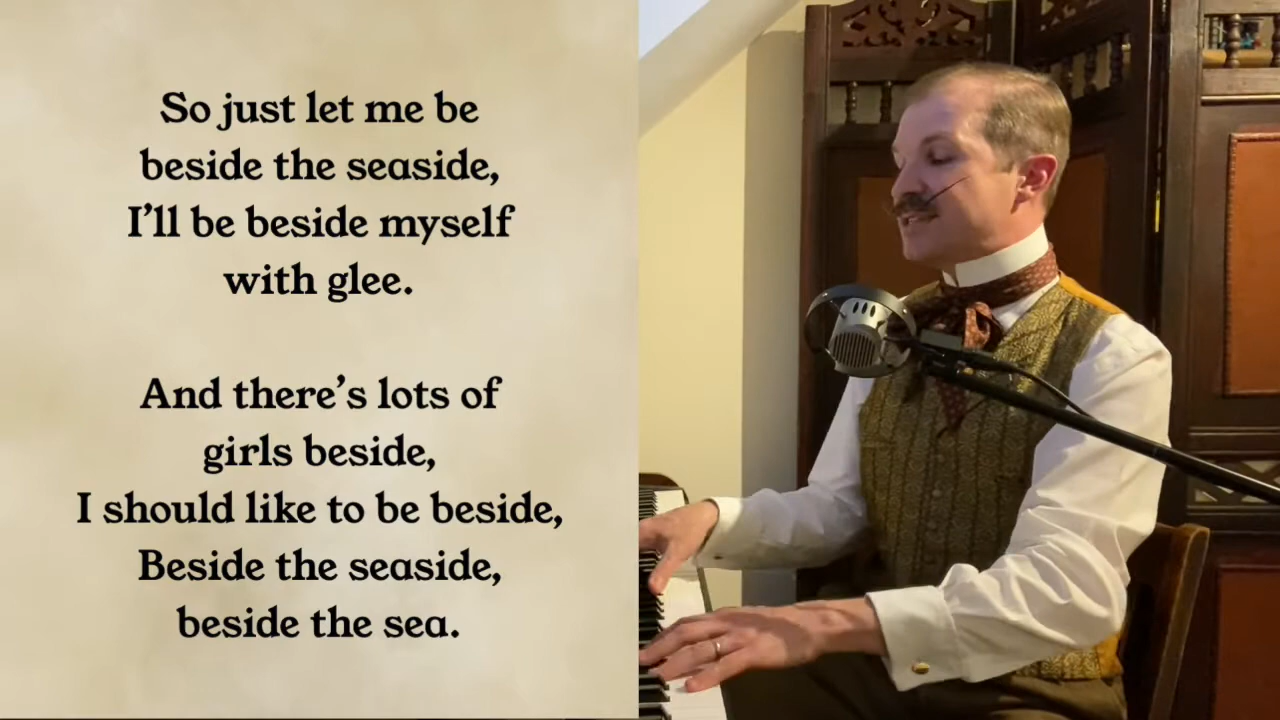 So just let me be
beside the seaside,
I'll be beside myself
with glee.
And there's lots of
girls beside,
I should like to be beside,
Beside the seaside,
beside the sea.